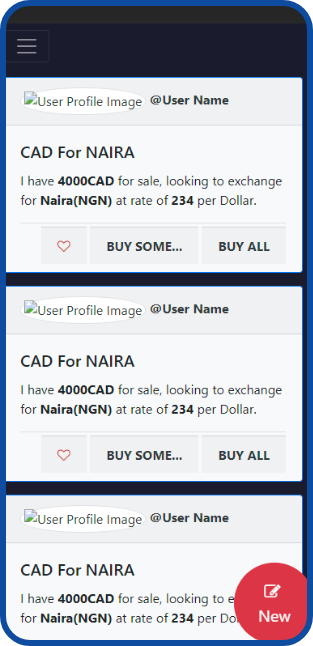 User Profile Image @User Name
CAD For NAIRA
I have 4000CAD for sale, looking to exchange
for Naira(NGN) at rate of 234 per Dollar.
BUY SOME... BUY ALL
User Profile Image @User Name
CAD For NAIRA
I have 4000CAD for sale, looking to exchange
for Naira(NGN) at rate of 234 per Dollar.
BUY SOME... BUY ALL
User Profile Image @User Name
CAD For NAIRA
I have 4000CAD for sale, looking to
for Naira(NGN) at rate of 234 per
New